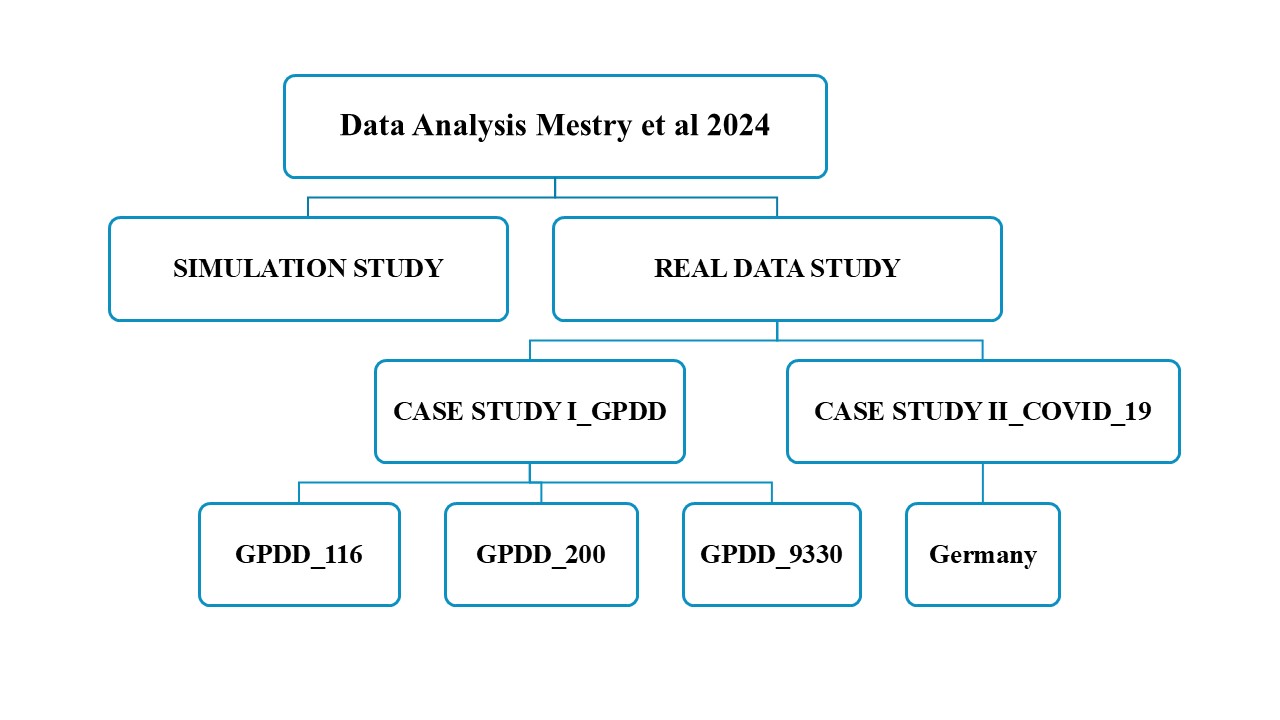 Data Analysis Mestry et al 2024
SIMULATION STUDY
REAL DATA STUDY
CASE STUDY I_GPDD
CASE STUDY II_COVID_19
GPDD_116
GPDD_200
GPDD_9330
Germany